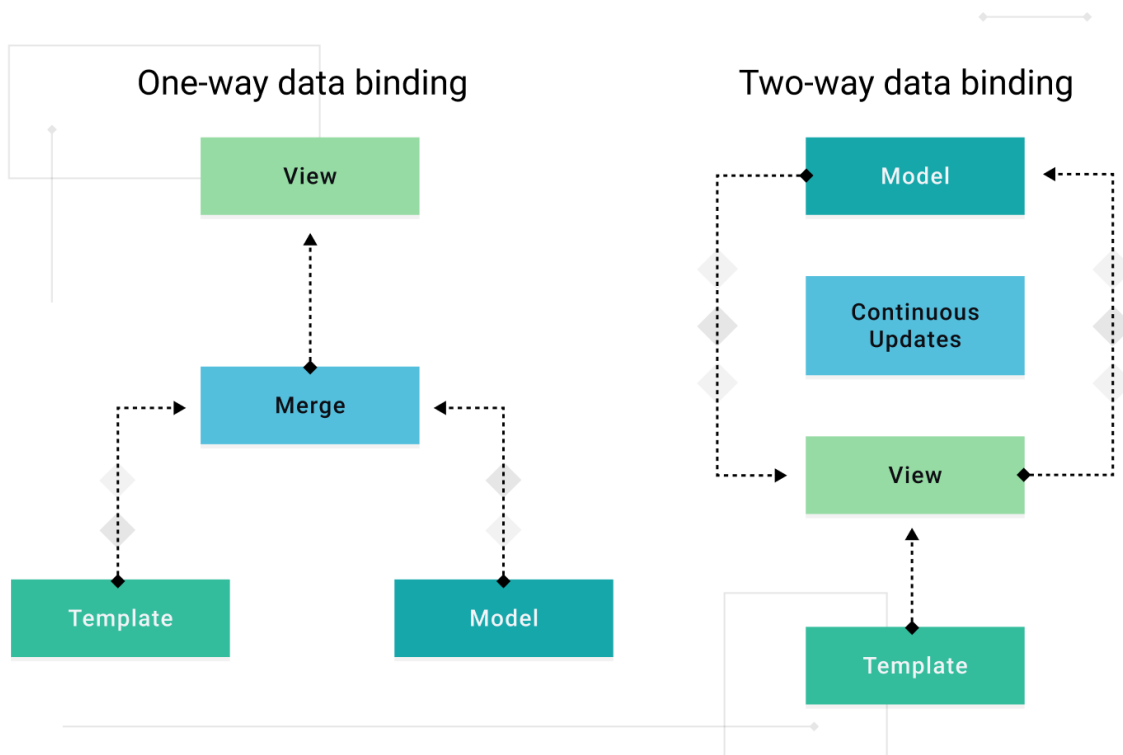 One-way data binding
View
Merge
Template
Model
Two-way data binding
Model
Continuous
Updates
View
Template